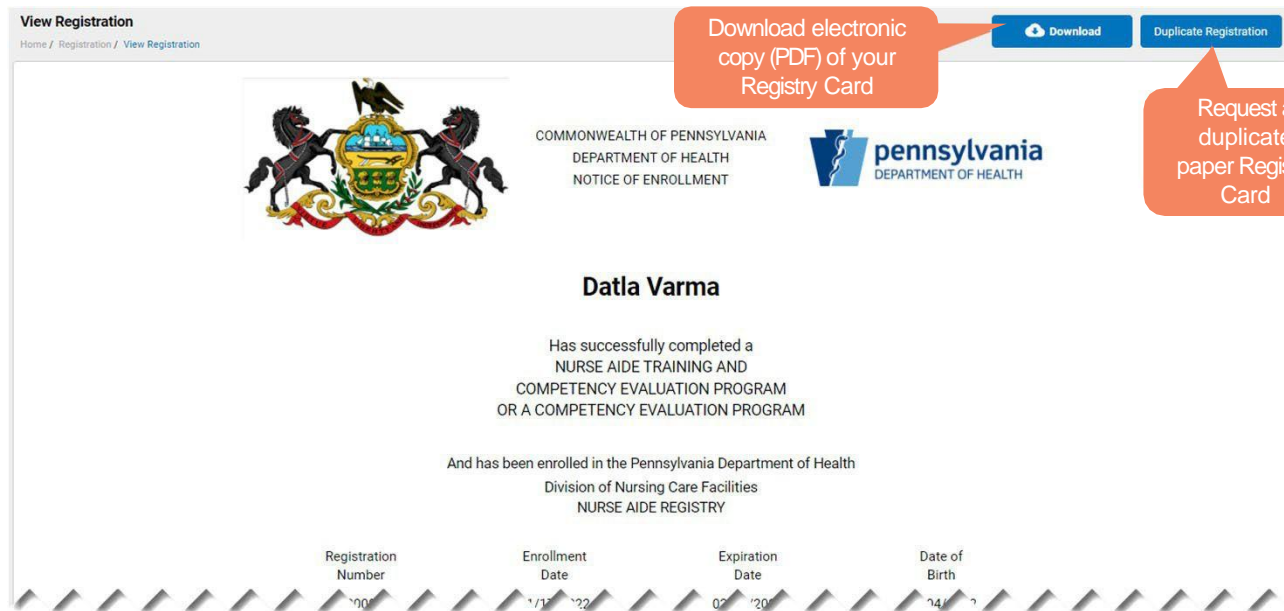 View Registration
Home / Registration / View Registration
Download electronic
copy (PDF) of your
Registry Card
Download
Duplicate Registration
Request
duplicate
paper
Card
COMMONWEALTH OF PENNSYLVANIA
DEPARTMENT OF HEALTH
NOTICE OF ENROLLMENT
pennsylvania
DEPARTMENT OF HEALTH
Datla Varma
Has successfully completed a
NURSE AIDE TRAINING AND
COMPETENCY EVALUATION PROGRAM
OR A COMPETENCY EVALUATION PROGRAM
And has been enrolled in the Pennsylvania Department of Health
Division of Nursing Care Facilities
NURSE AIDE REGISTRY
Registration
Number
Enrollment
Date
Expiration
Date
Date of
Birth